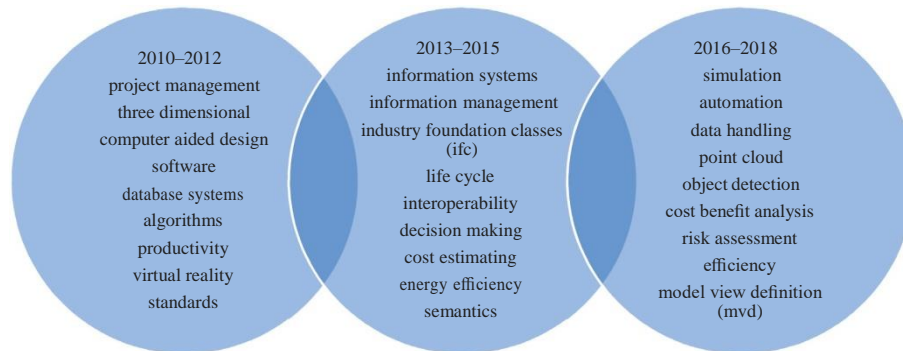 2010–2012
project management
three dimensional
computer aided design
software
database systems
algorithms
productivity
virtual reality
standards
2013–2015
information systems
information management
industry foundation classes
(ifc)
life cycle
interoperability
decision making
cost estimating
energy efficiency
semantics
2016–2018
simulation
automation
data handling
point cloud
object detection
cost benefit analysis
risk assessment
efficiency
model view definition
(mvd)